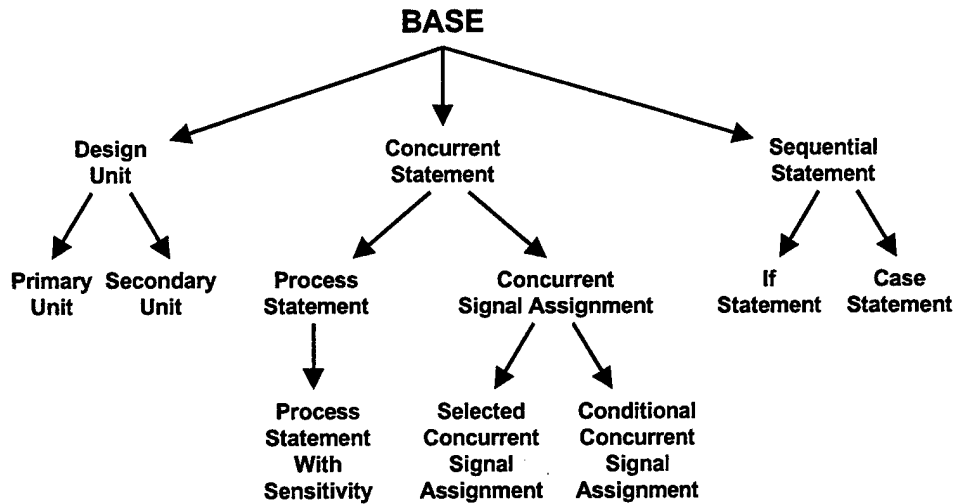 BASE
Design
Unit
Concurrent
Statement
Sequential
Statement
Primary
Unit
Secondary
Unit
Process
Statement
Concurrent
Signal Assignment
If
Statement
Case
Statement
Process
Statement
With
Sensitivity
Selected
Concurrent
Signal
Assignment
Conditional
Concurrent
Signal
Assignment